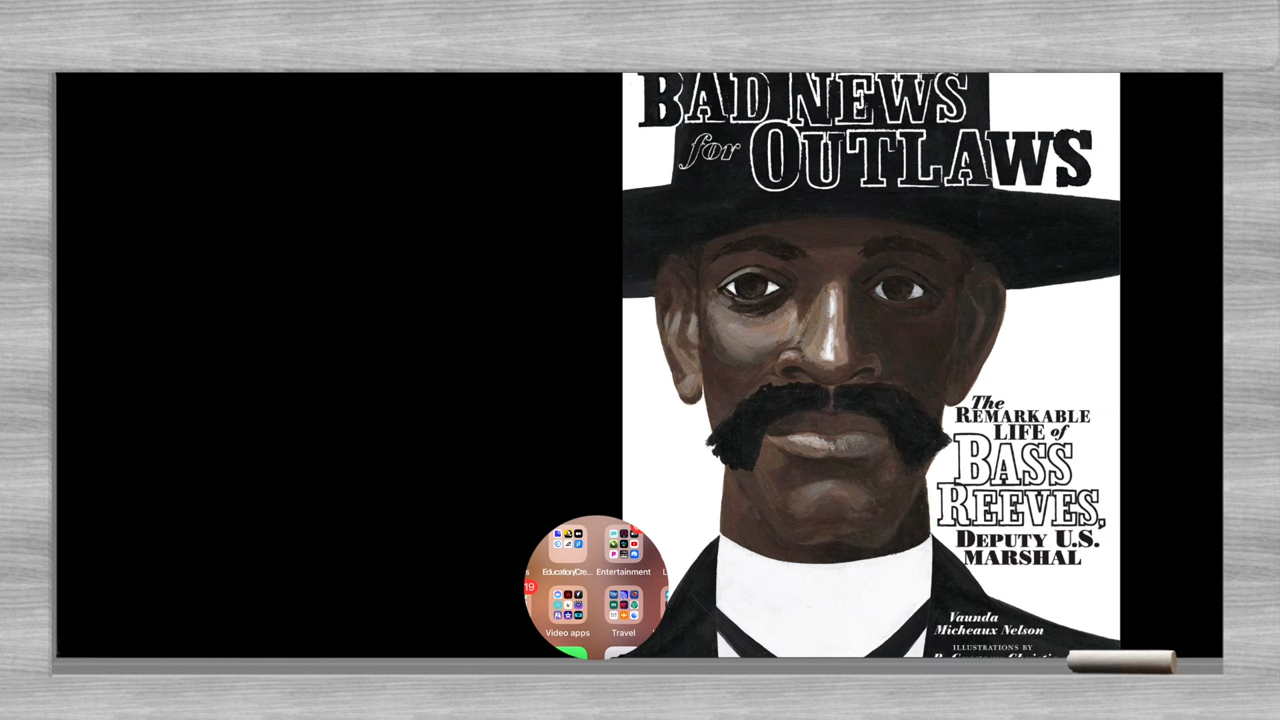 BAD NEWS
for OUTLAWS
The
REMARKABLE
LIFE of
BASS
REEVES,
DEPUTY U.S.
MARSHAL
Vaunda
Micheaux Nelson
ILLUSTRATIONS BY
Education/Cre... Entertainment
19
Video apps Travel